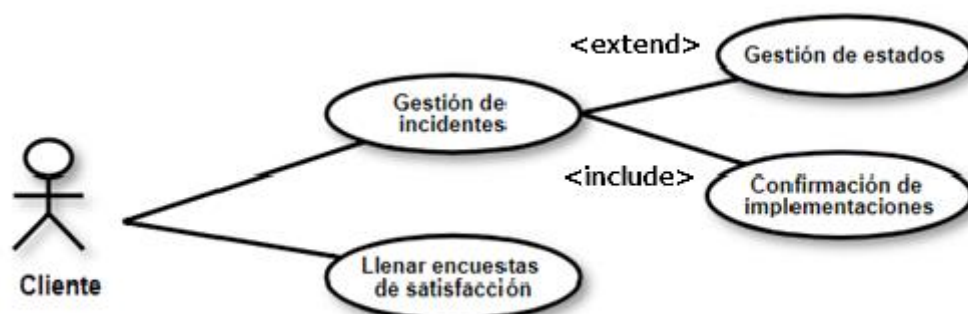 <extend>
Gestión de estados
Gestión de
incidentes
<include>
Confirmación de
implementaciones
Cliente
Llenar encuestas
de satisfacción